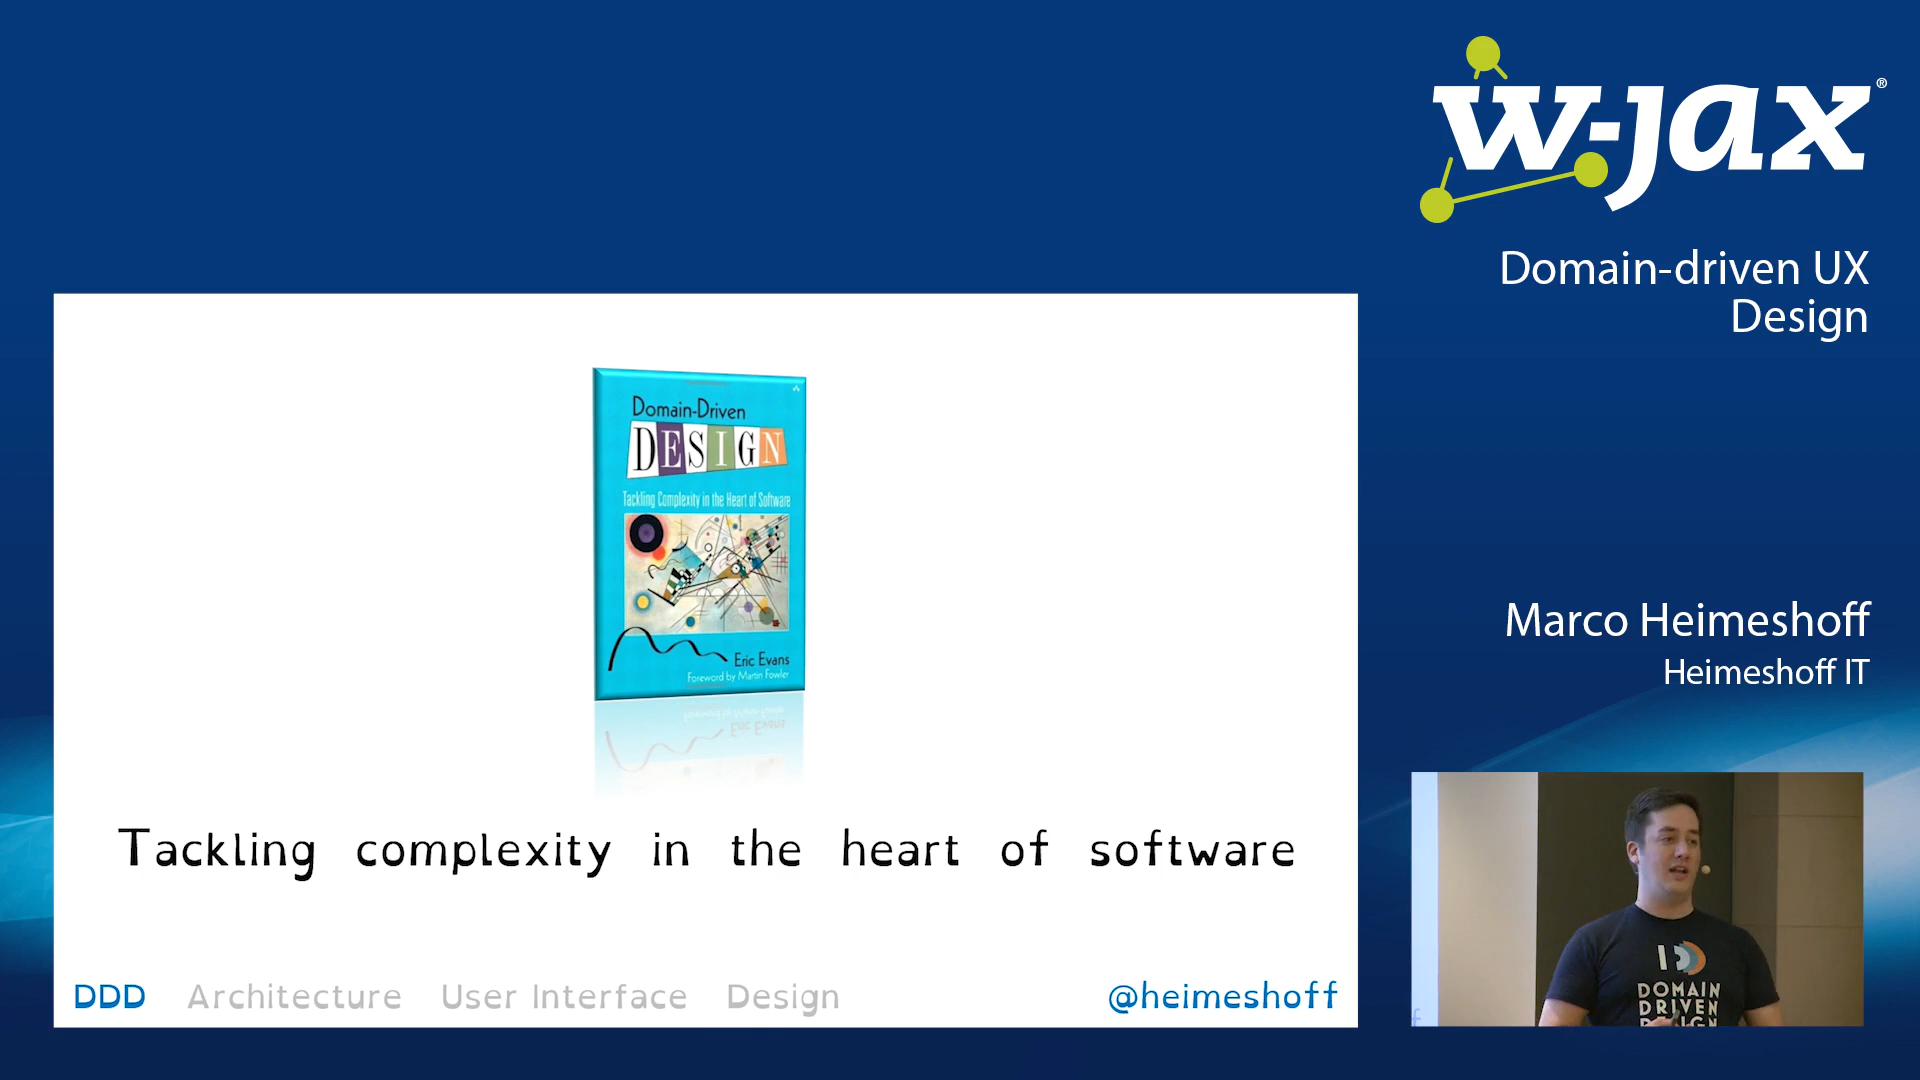 w-jax®
Domain-driven UX
Design
Domain-Driven
DESIGN
Tackling Complexity in the Heart of Software
Eric Evans
Foreword by Martin Fowler
Tackling complexity in the heart of software
DDD Architecture User Interface Design @heimeshoff
Marco Heimeshoff
Heimeshoff IT
DOMAIN
DRIVEN
DESIGN